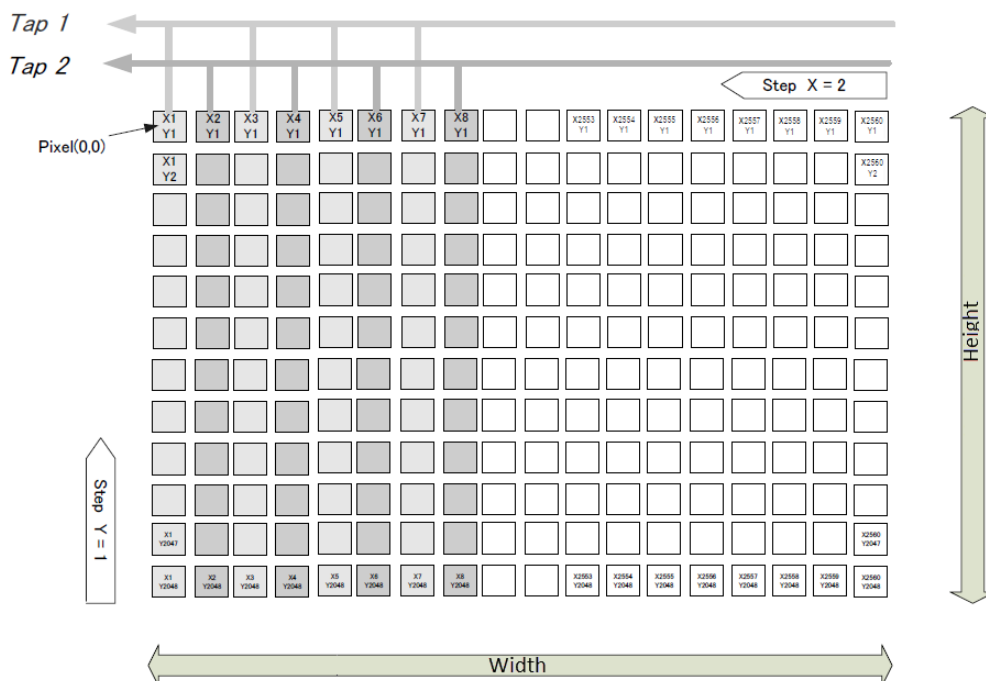 Tap 1
Tap 2
Step X = 2
X1 X2 X3 X4 X5 X6 X7 X8 X2553 X2554 X2555 X2556 X2557 X2558 X2559 X2560
Y1 Y1 Y1 Y1 Y1 Y1 Y1 Y1 Y1 Y1 Y1 Y1 Y1 Y1 Y1 Y1
Pixel(0,0)
X1 X2560
Y2 Y2
Height
Step Y = 1
X1 X2560
Y2047 Y2047
X1 X2 X3 X4 X5 X6 X7 X8 X2553 X2554 X2555 X2556 X2557 X2558 X2559 X2560
Y2048 Y2048 Y2048 Y2048 Y2048 Y2048 Y2048 Y2048 Y2048 Y2048 Y2048 Y2048 Y2048 Y2048 Y2048 Y2048
Width